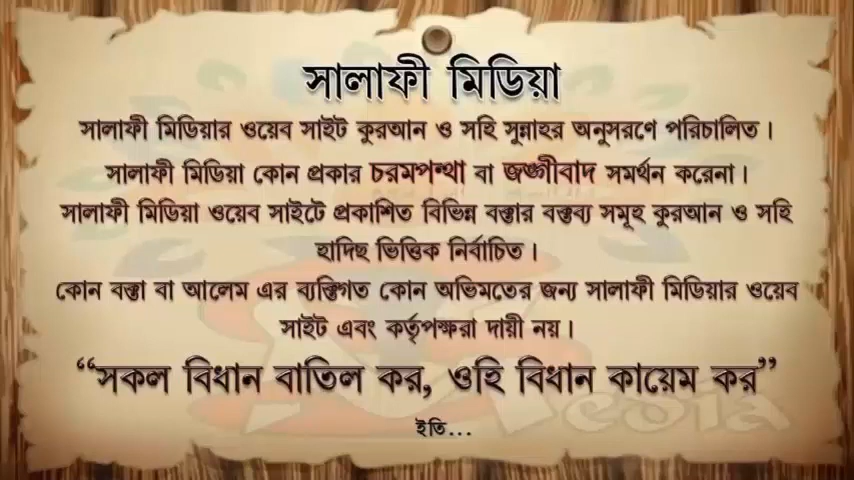 সালাফী মিডিয়া
সালাফী মিডিয়ার ওয়েব সাইট কুরআন ও সহি সুন্নাহর অনুসরণে পরিচালিত।
সালাফী মিডিয়া কোন প্রকার চরমপন্থা বা জঙ্গীবাদ সমর্থন করেনা।
সালাফী মিডিয়া ওয়েব সাইটে প্রকাশিত বিভিন্ন বক্তার বক্তব্য সমূহ কুরআন ও সহি
হাদিছ ভিত্তিক নির্বাচিত।
কোন বক্তা বা আলেম এর ব্যক্তিগত কোন অভিমতের জন্য সালাফী মিডিয়ার ওয়েব
সাইট এবং কর্তৃপক্ষরা দায়ী নয়।
“সকল বিধান বাতিল কর, ওহি বিধান কায়েম কর”
ইতি...